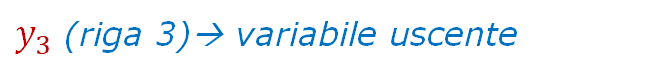 y₃ (riga 3)→ variabile uscente